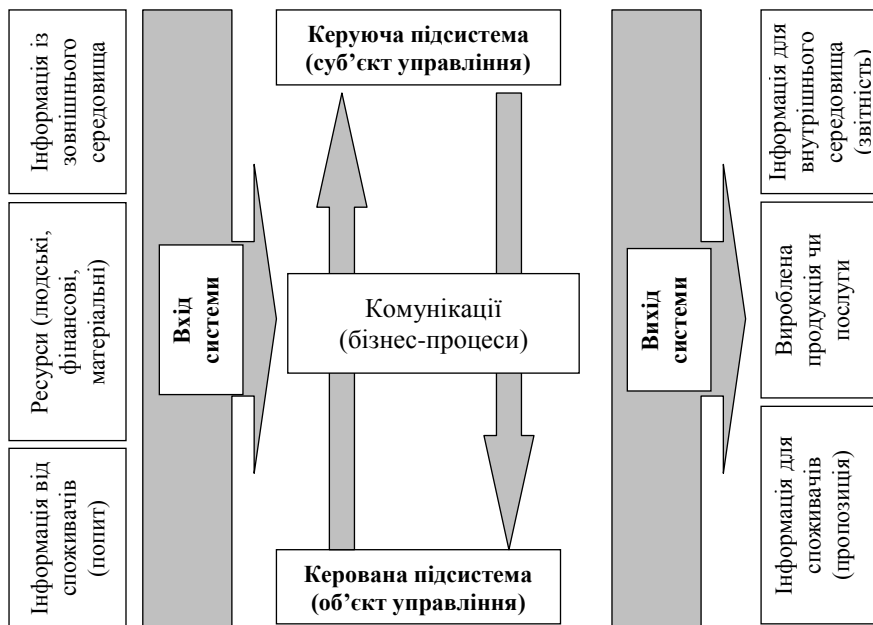 Інформація із
зовнішнього
середовища
Ресурси (людські,
фінансові,
матеріальні)
Інформація від
споживачів
(попит)
Вхід
системи
Керуюча підсистема
(суб’єкт управління)
Комунікації
(бізнес-процеси)
Керована підсистема
(об’єкт управління)
Вихід
системи
Інформація для
внутрішнього
середовища
(звітність)
Вироблена
продукція чи
послуги
Інформація для
споживачів
(пропозиція)